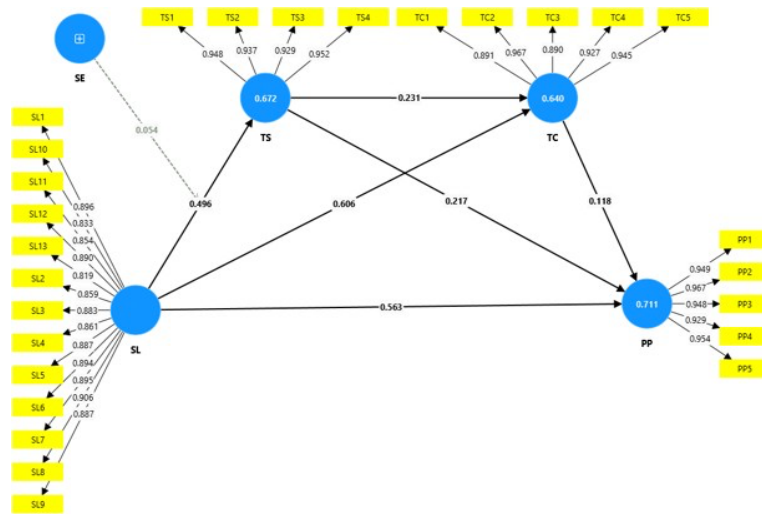 TS1 TS2 TS3 TS4 TC1 TC2 TC3 TC4 TC5
0.948 0.937 0.929 0.952 0.891 0.967 0.890 0.927 0.945
SE
0.672 0.231 0.640
TS TC
SL1
0.054
SL10
SL11
SL12
SL13
SL2
SL3
SL4
SL5
SL6
SL7
SL8
SL9
0.896
0.833
0.854
0.890
0.819
0.859
0.883
0.861
0.887
0.894
0.895
0.906
0.887
0.496 0.606 0.217 0.118
SL
0.563
0.711
PP
0.949
0.967
0.948
0.929
0.954
PP1
PP2
PP3
PP4
PP5